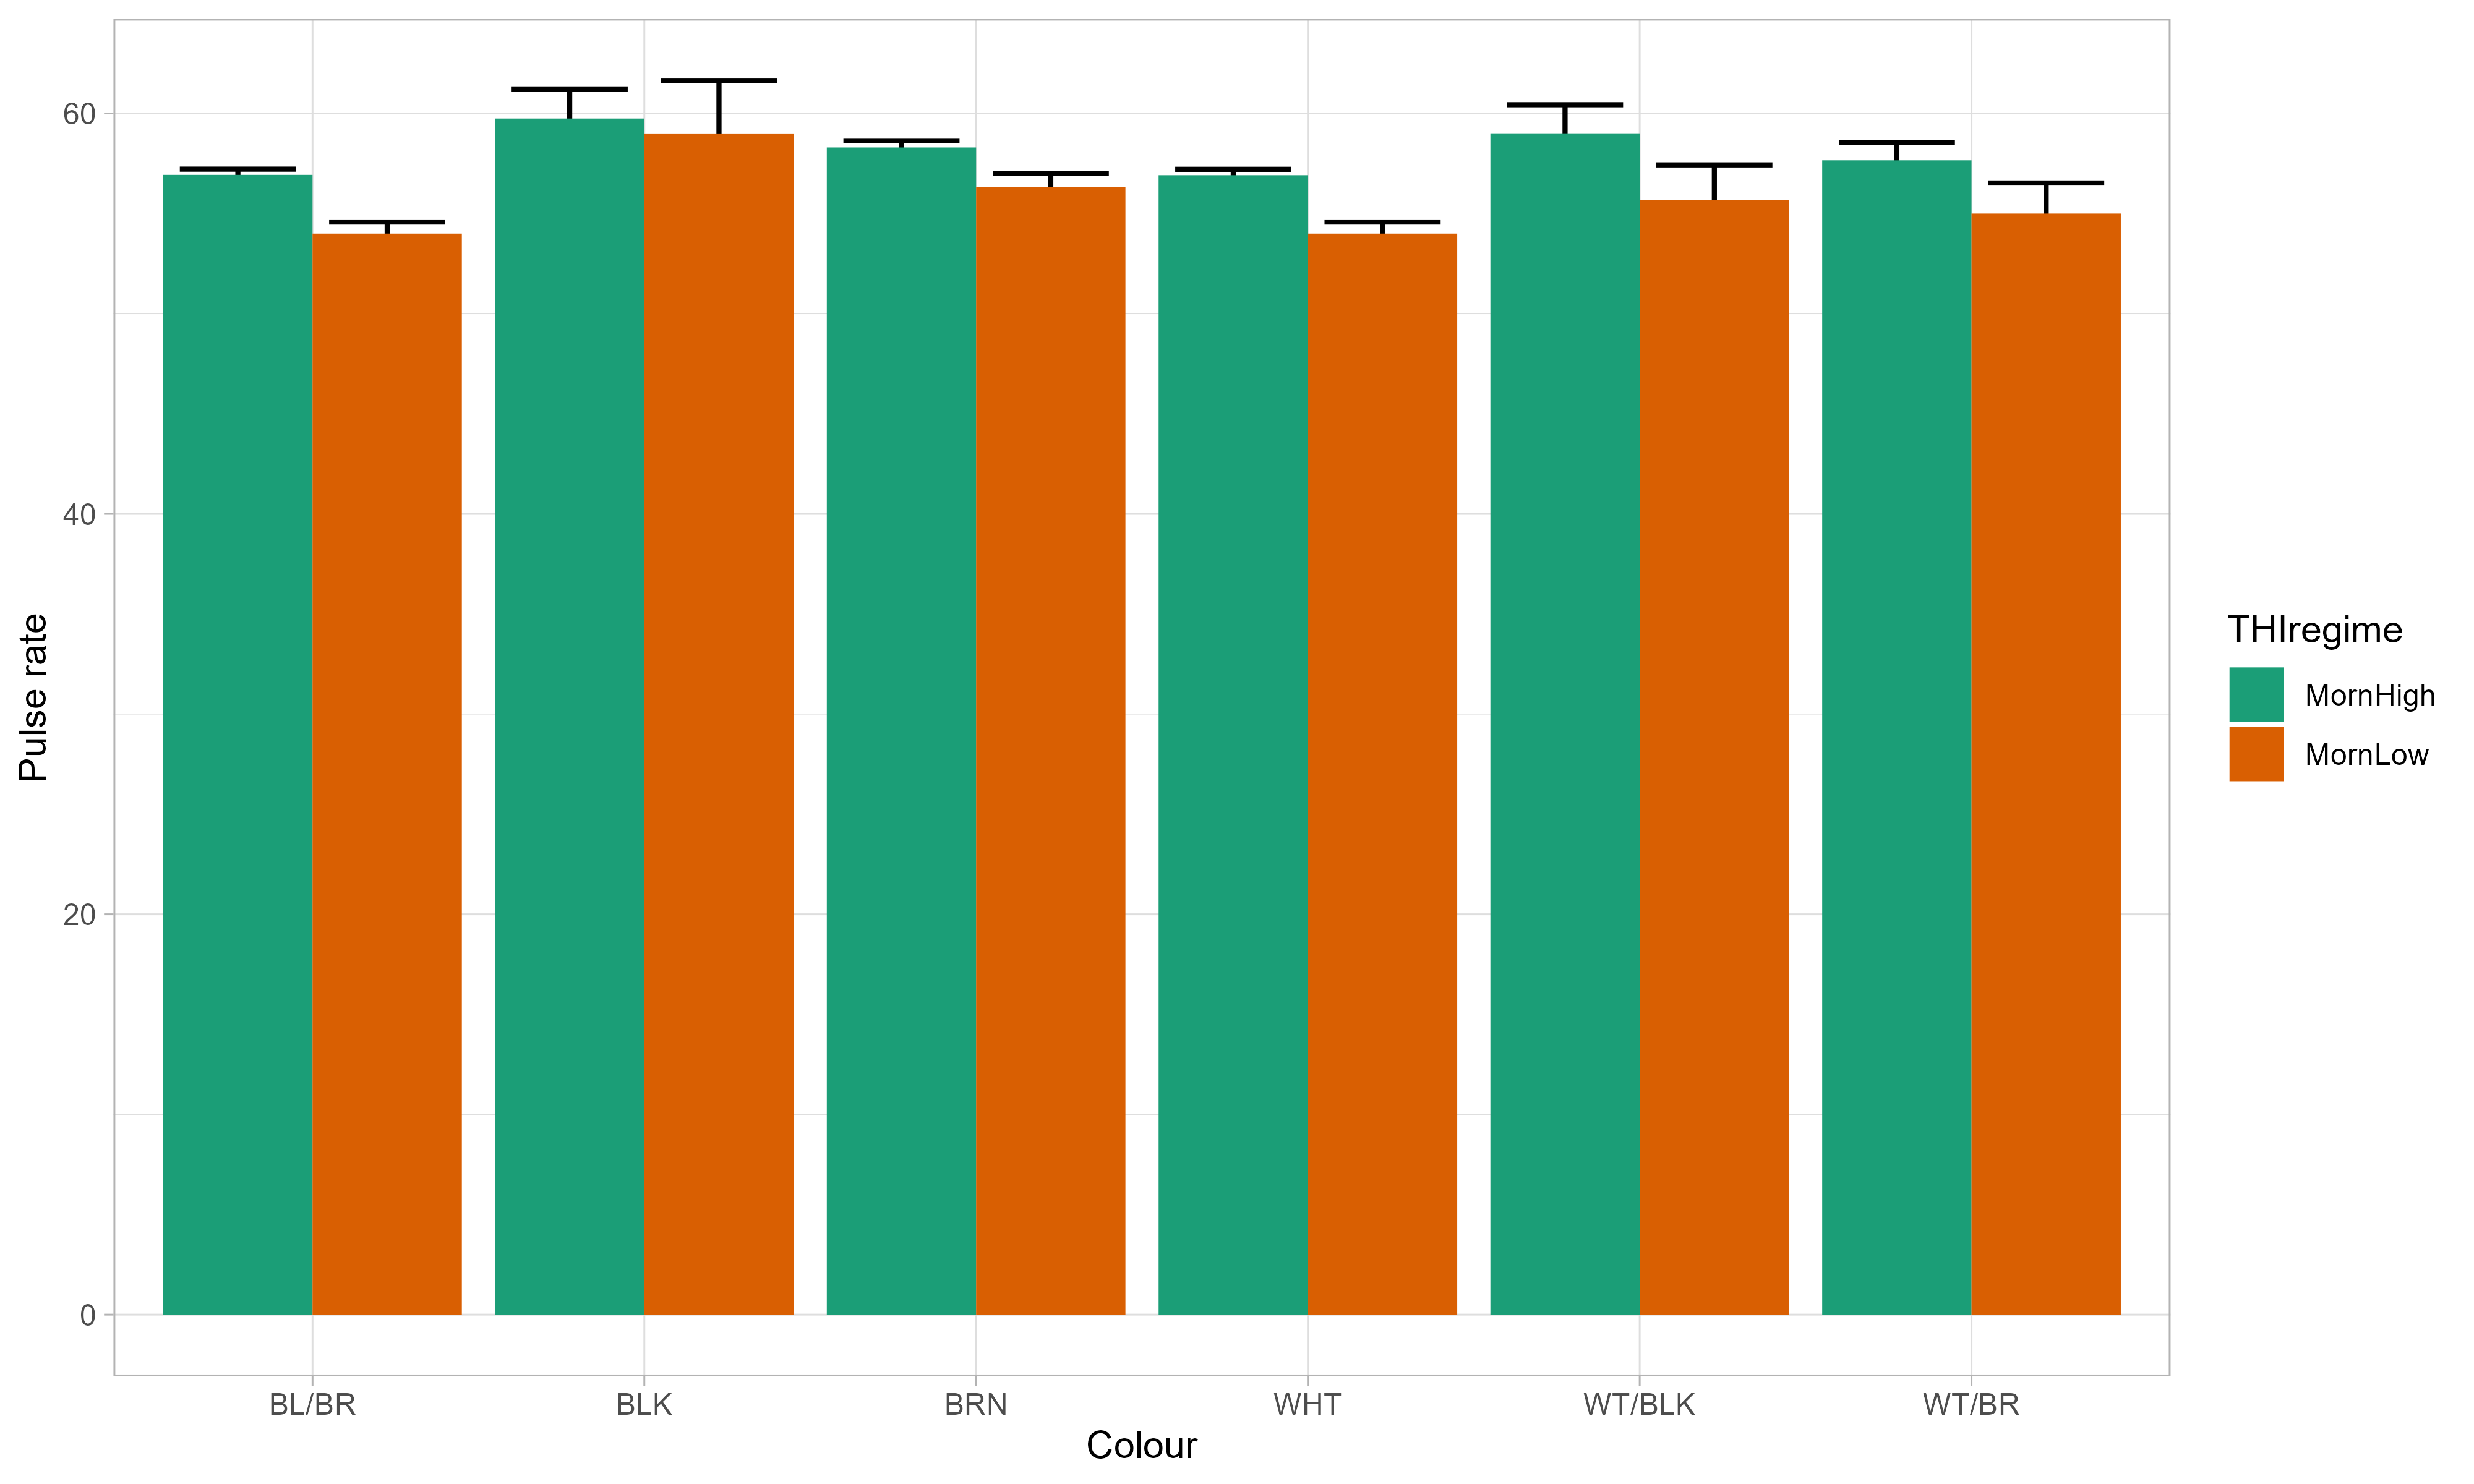 60
40
20
0
Pulse rate
BL/BR BLK BRN WHT WT/BLK WT/BR
Colour
THIregime
MornHigh
MornLow